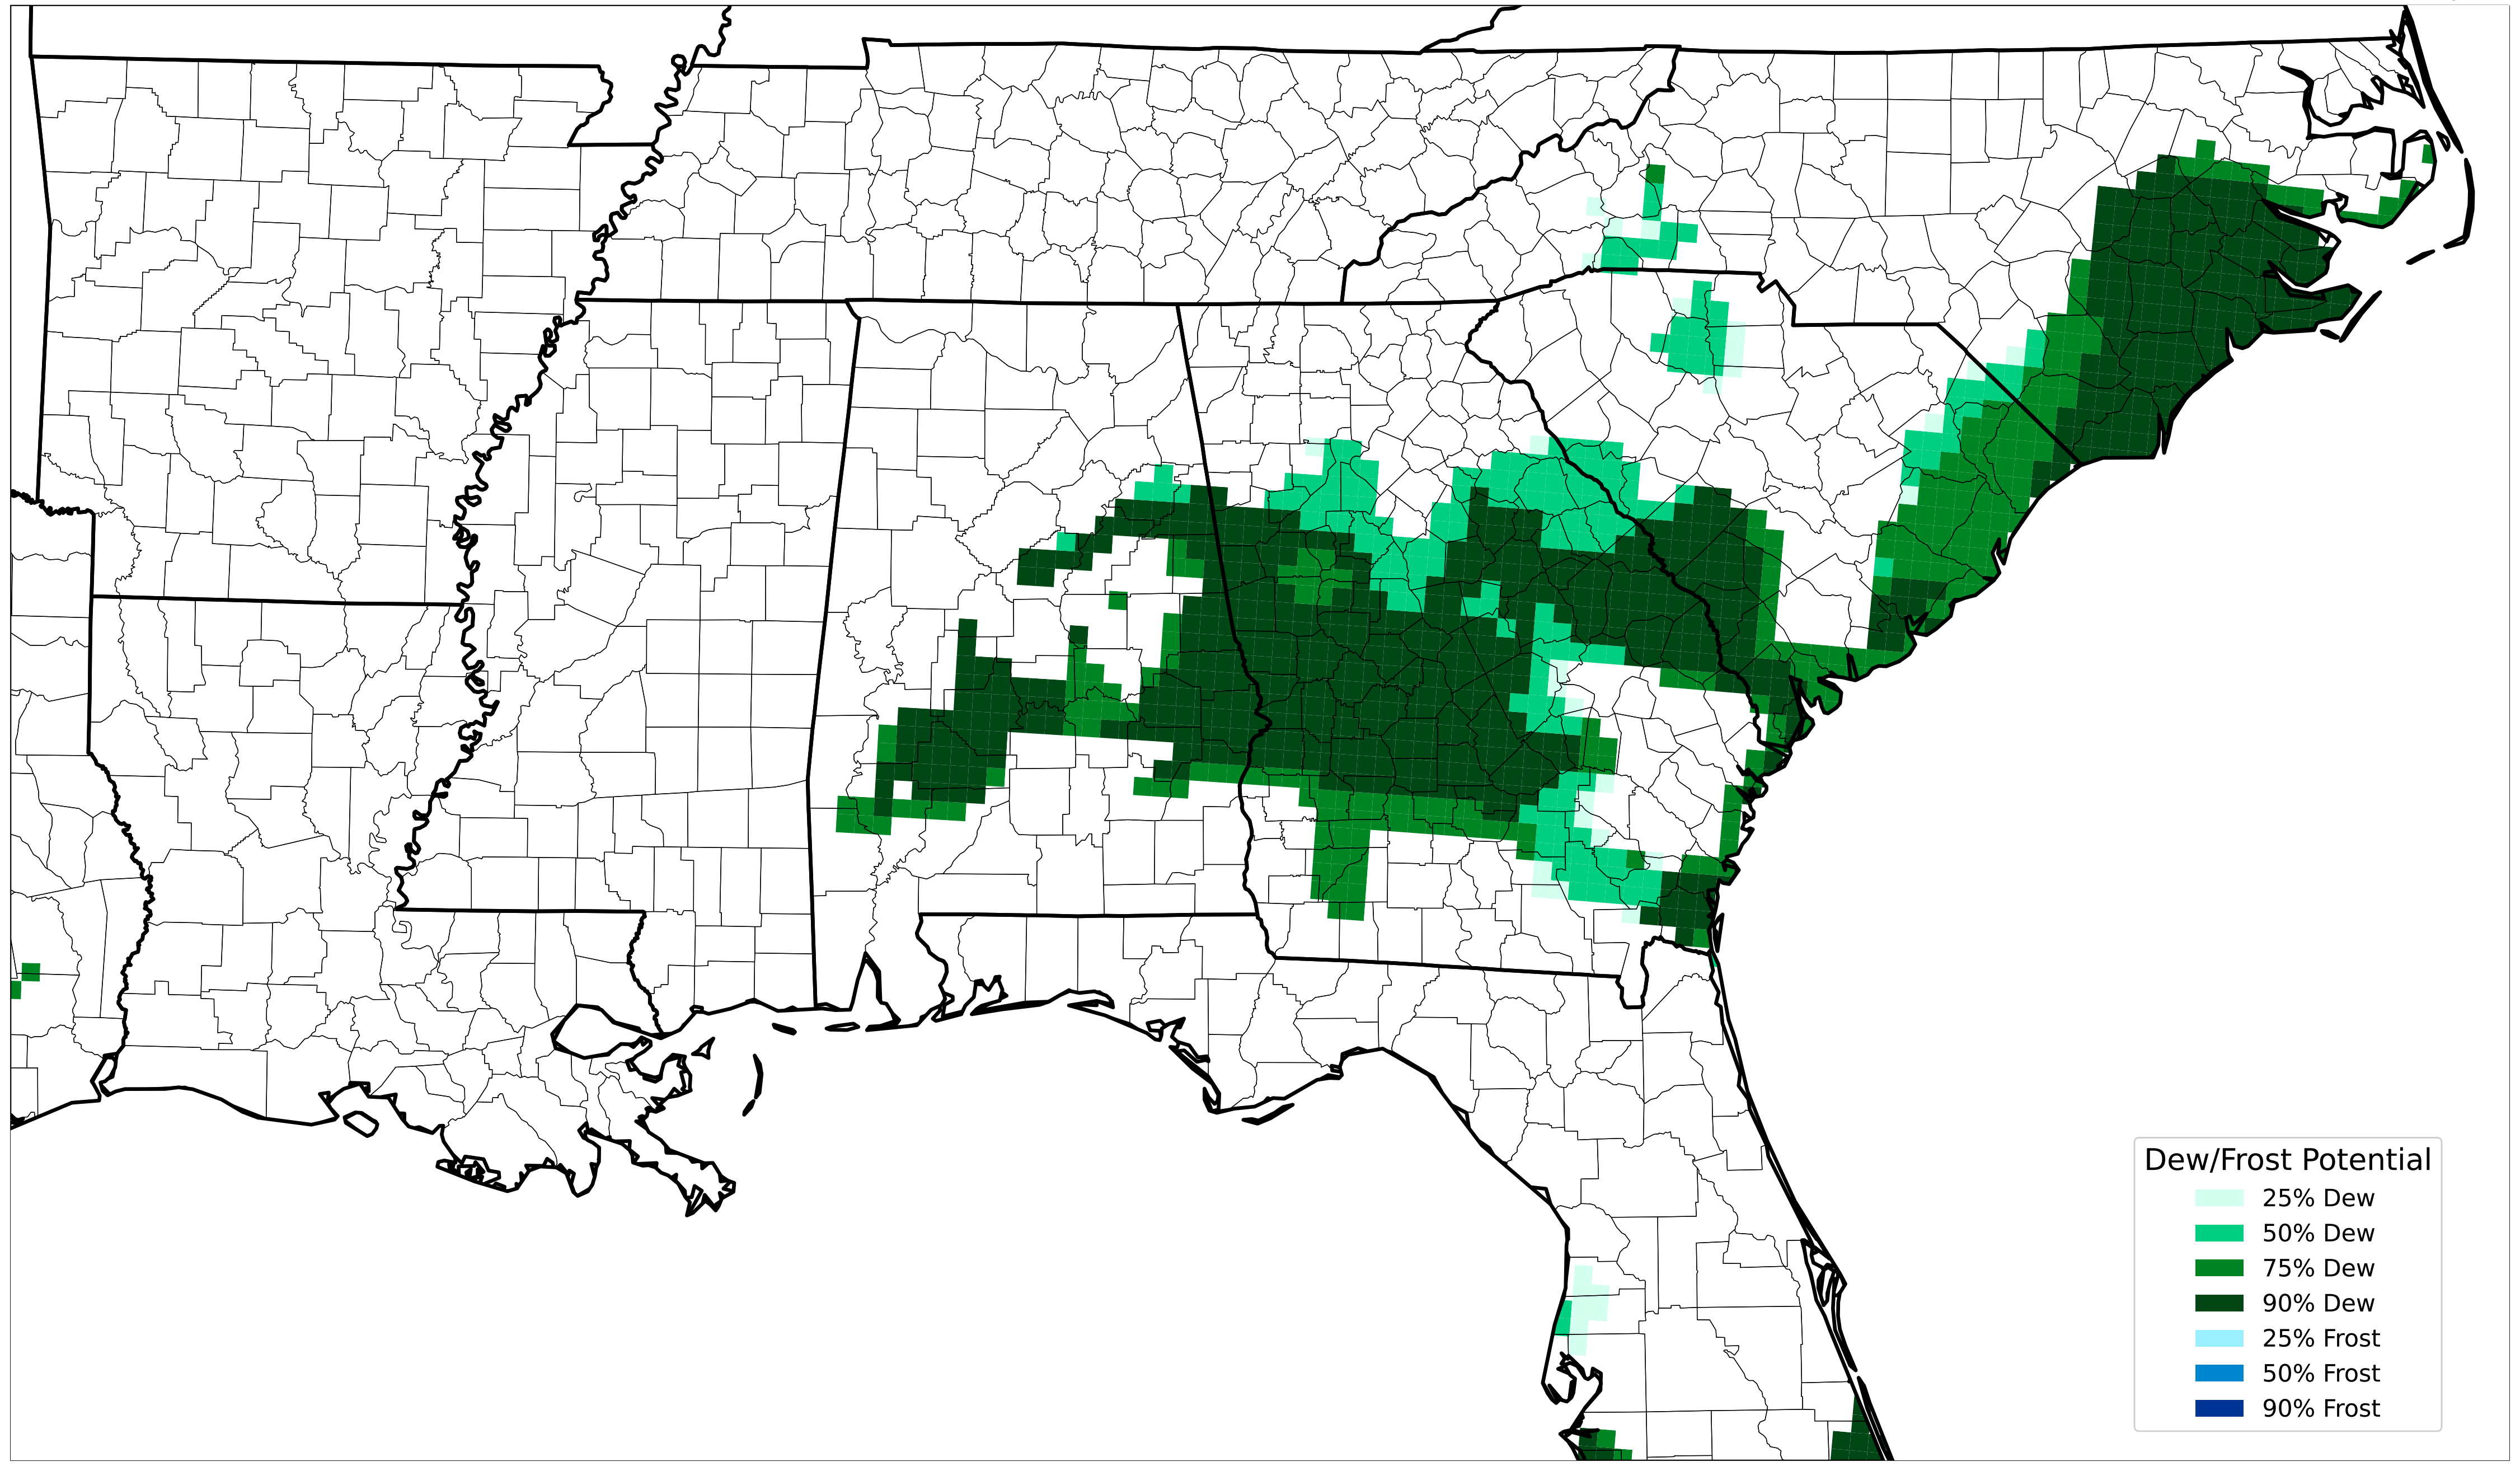 Dew/Frost Potential
25% Dew
50% Dew
75% Dew
90% Dew
25% Frost
50% Frost
90% Frost